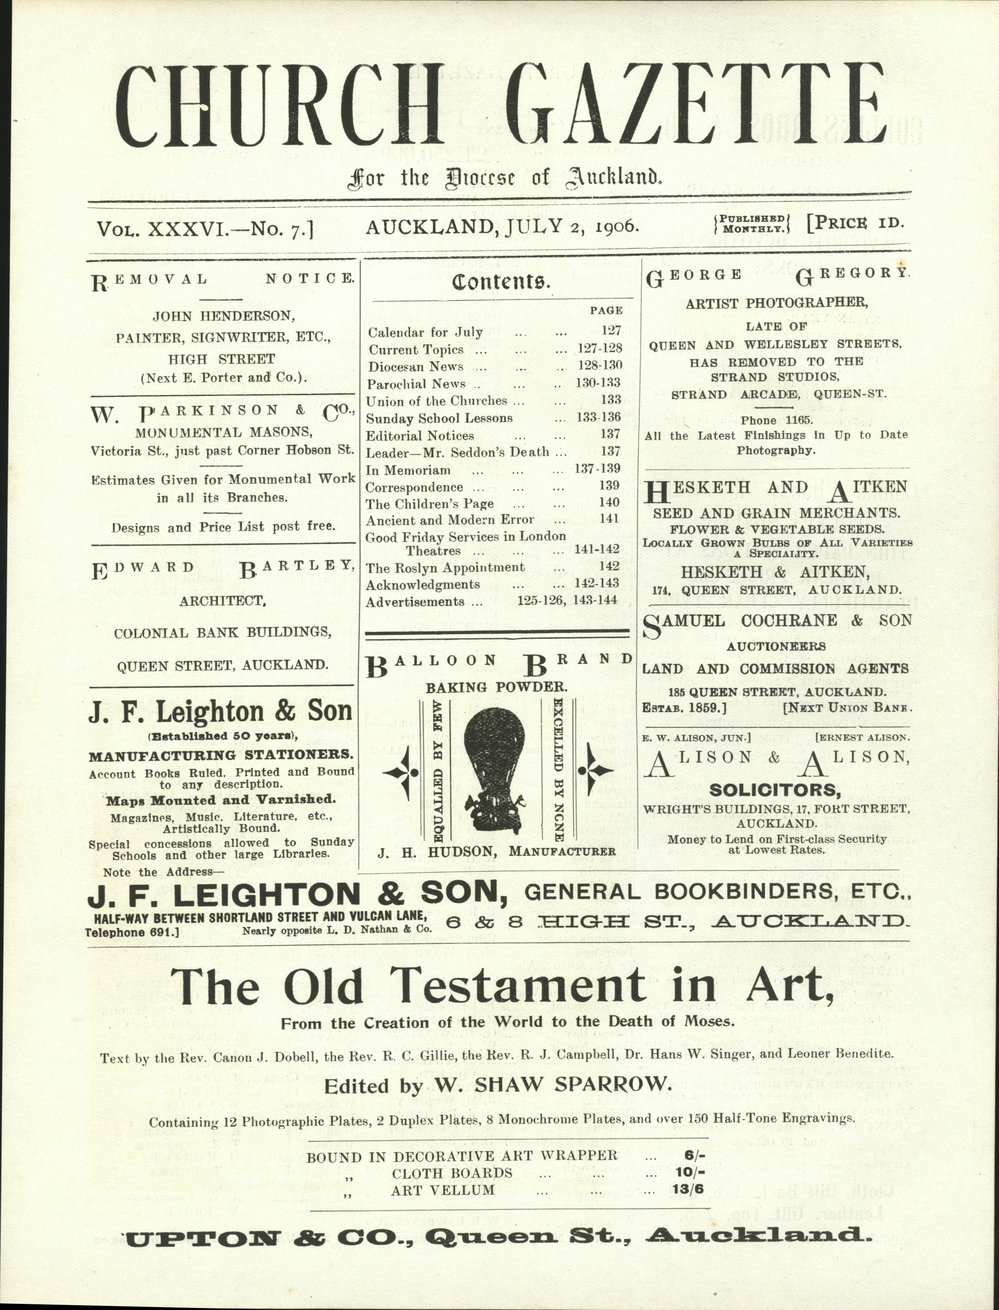 CHURCH GAZETTE
For the Diocese of Auckland.
VOL. XXXVI.—No. 7.] AUCKLAND, JULY 2, 1906. {PUBLISHED MONTHLY.} [PRICE 1D.
REMOVAL NOTICE.
JOHN HENDERSON,
PAINTER, SIGNWRITER, ETC.,
HIGH STREET
(Next E. Porter and Co.).
W. PARKINSON & CO.,
MONUMENTAL MASONS,
Victoria St., just past Corner Hobson St.
Estimates Given for Monumental Work
in all its Branches.
Designs and Price List post free.
EDWARD BARTLEY,
ARCHITECT,
COLONIAL BANK BUILDINGS,
QUEEN STREET, AUCKLAND.
J. F. Leighton & Son
(Established 50 years),
MANUFACTURING STATIONERS.
Account Books Ruled, Printed and Bound
to any description.
Maps Mounted and Varnished.
Magazines, Music, Literature, etc.,
Artistically Bound.
Special concessions allowed to Sunday
Schools and other large Libraries.
Note the Address—
Contents.
PAGE
Calendar for July ... ... 127
Current Topics ... ... ... 127-128
Diocesan News ... ... .. 128-130
Parochial News .. ... .. 130-133
Union of the Churches ... ... 133
Sunday School Lessons ... 133-136
Editorial Notices ... ... 137
Leader—Mr. Seddon's Death ... 137
In Memoriam ... ... ... 137-139
Correspondence ... ... ... 139
The Children's Page ... ... 140
Ancient and Modern Error ... 141
Good Friday Services in London
Theatres ... ... ... 141-142
The Roslyn Appointment ... 142
Acknowledgments ... ... 142-143
Advertisements ... 125-126, 143-144
BALLOON BRAND
BAKING POWDER.
EQUALLED BY FEW
EXCELLED BY NONE
J. H. HUDSON, MANUFACTURER
GEORGE GREGORY.
ARTIST PHOTOGRAPHER,
LATE OF
QUEEN AND WELLESLEY STREETS,
HAS REMOVED TO THE
STRAND STUDIOS,
STRAND ARCADE, QUEEN-ST.
Phone 1165.
All the Latest Finishings in Up to Date
Photography.
HESKETH AND AITKEN
SEED AND GRAIN MERCHANTS.
FLOWER & VEGETABLE SEEDS.
LOCALLY GROWN BULBS OF ALL VARIETIES
A SPECIALITY.
HESKETH & AITKEN,
174, QUEEN STREET, AUCKLAND.
SAMUEL COCHRANE & SON
AUCTIONEERS
LAND AND COMMISSION AGENTS
185 QUEEN STREET, AUCKLAND.
ESTAB. 1859.] [NEXT UNION BANK.
E. W. ALISON, JUN.] [ERNEST ALISON.
ALISON & ALISON,
SOLICITORS,
WRIGHT'S BUILDINGS, 17, FORT STREET,
AUCKLAND.
Money to Lend on First-class Security
at Lowest Rates.
J. F. LEIGHTON & SON, GENERAL BOOKBINDERS, ETC.,
HALF-WAY BETWEEN SHORTLAND STREET AND VULCAN LANE,
Telephone 691.] Nearly opposite L. D. Nathan & Co.
6 & 8 HIGH ST., AUCKLAND.
The Old Testament in Art,
From the Creation of the World to the Death of Moses.
Text by the Rev. Canon J. Dobell, the Rev. R. C. Gillie, the Rev. R. J. Campbell, Dr. Hans W. Singer, and Leoner Benedite.
Edited by W. SHAW SPARROW.
Containing 12 Photographic Plates, 2 Duplex Plates, 8 Monochrome Plates, and over 150 Half-Tone Engravings.
BOUND IN DECORATIVE ART WRAPPER ... 6/-
„ CLOTH BOARDS ... ... ... 10/-
„ ART VELLUM ... ... ... 13/6
UPTON & CO., Queen St., Auckland.